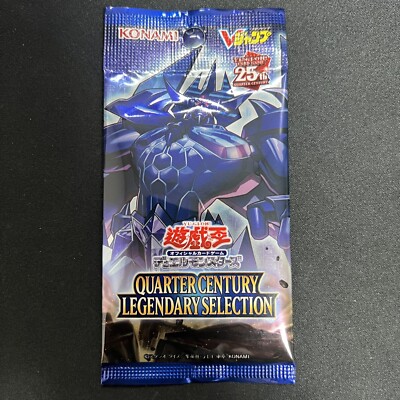 KONAMI
Vジャンプ
25th
遊戯王
オフィシャルカードゲーム
デュエルモンスターズ
QUARTER CENTURY
LEGENDARY SELECTION